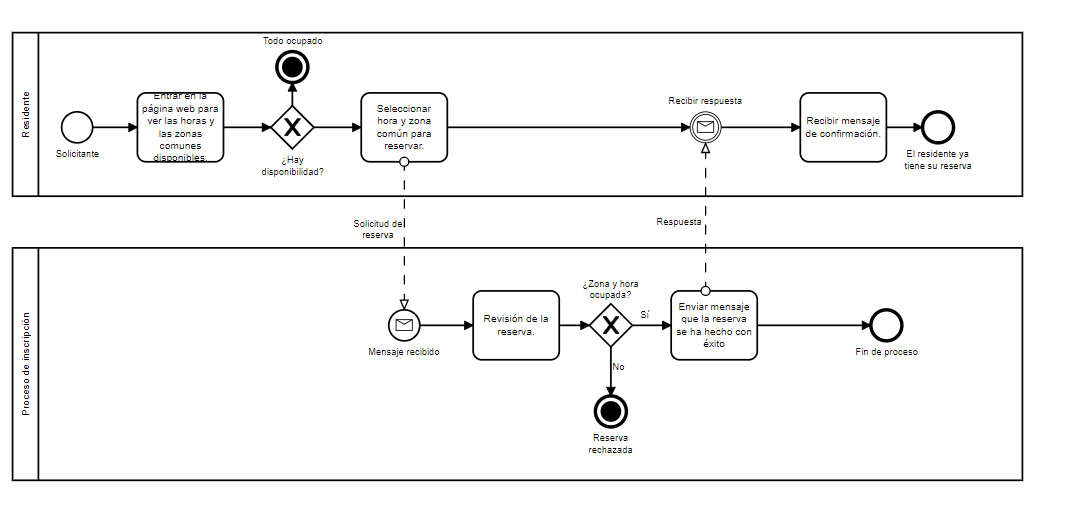 Residente
Solicitante
Entrar en la
página web para
ver las horas y
las zonas
comunes
disponibles.
Todo ocupado
¿Hay
disponibilidad?
Seleccionar
hora y zona
común para
reservar.
Recibir respuesta
Recibir mensaje
de confirmación.
El residente ya
tiene su reserva
Solicitud del
reserva
Respuesta
Proceso de inscripción
Mensaje recibido
Revisión de la
reserva.
¿Zona y hora
ocupada?
Sí
No
Reserva
rechazada
Enviar mensaje
que la reserva
se ha hecho con
éxito
Fin de proceso